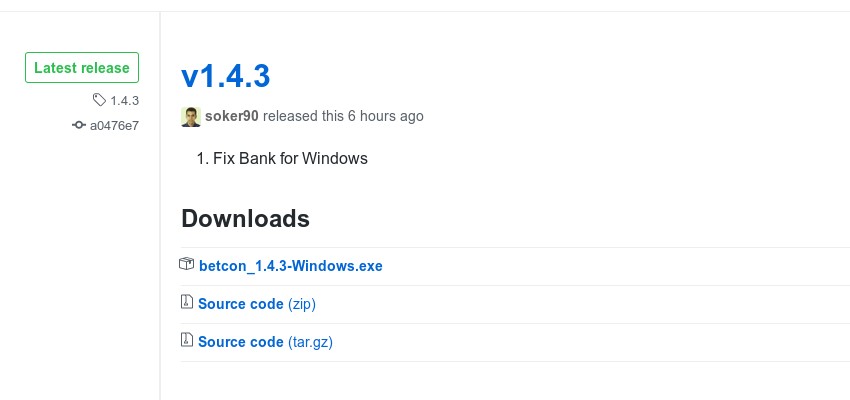 Latest release
1.4.3
a0476e7
v1.4.3
soker90 released this 6 hours ago
1. Fix Bank for Windows
Downloads
betcon_1.4.3-Windows.exe
Source code (zip)
Source code (tar.gz)